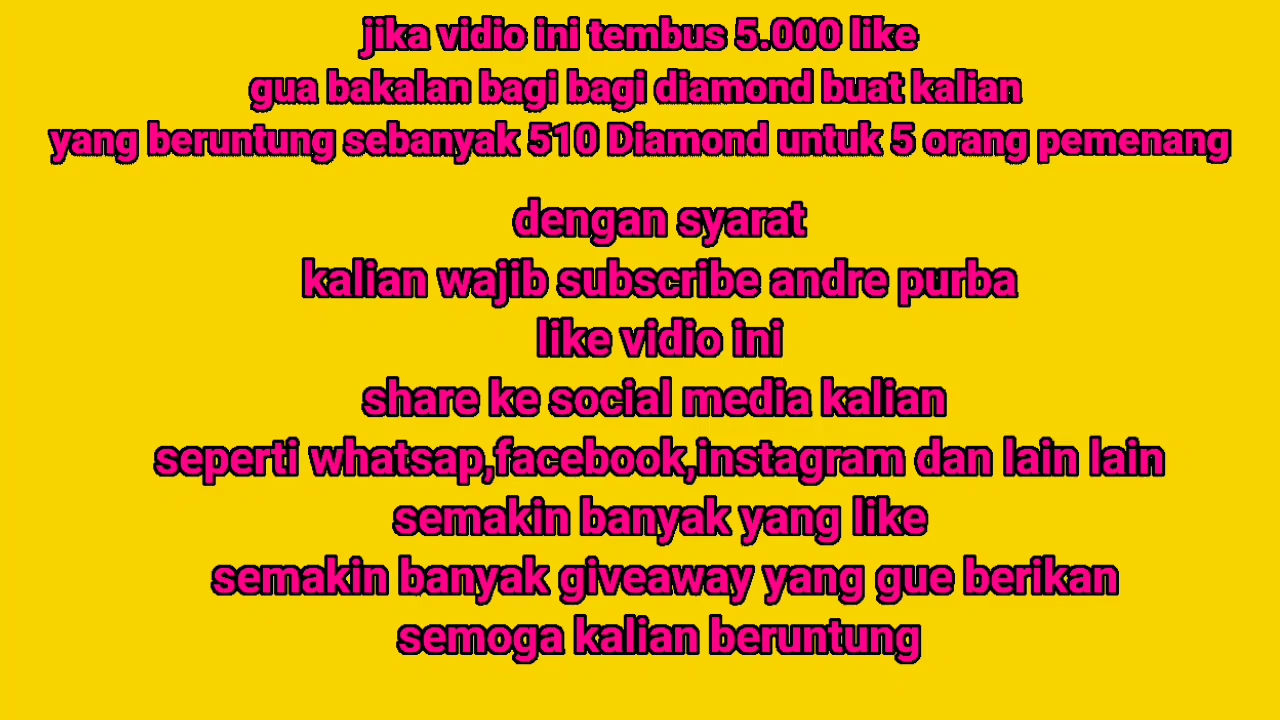 jika vidio ini tembus 5.000 like
gua bakalan bagi bagi diamond buat kalian
yang beruntung sebanyak 510 Diamond untuk 5 orang pemenang
dengan syarat
kalian wajib subscribe andre purba
like vidio ini
share ke social media kalian
seperti whatsap,facebook,instagram dan lain lain
semakin banyak yang like
semakin banyak giveaway yang gue berikan
semoga kalian beruntung